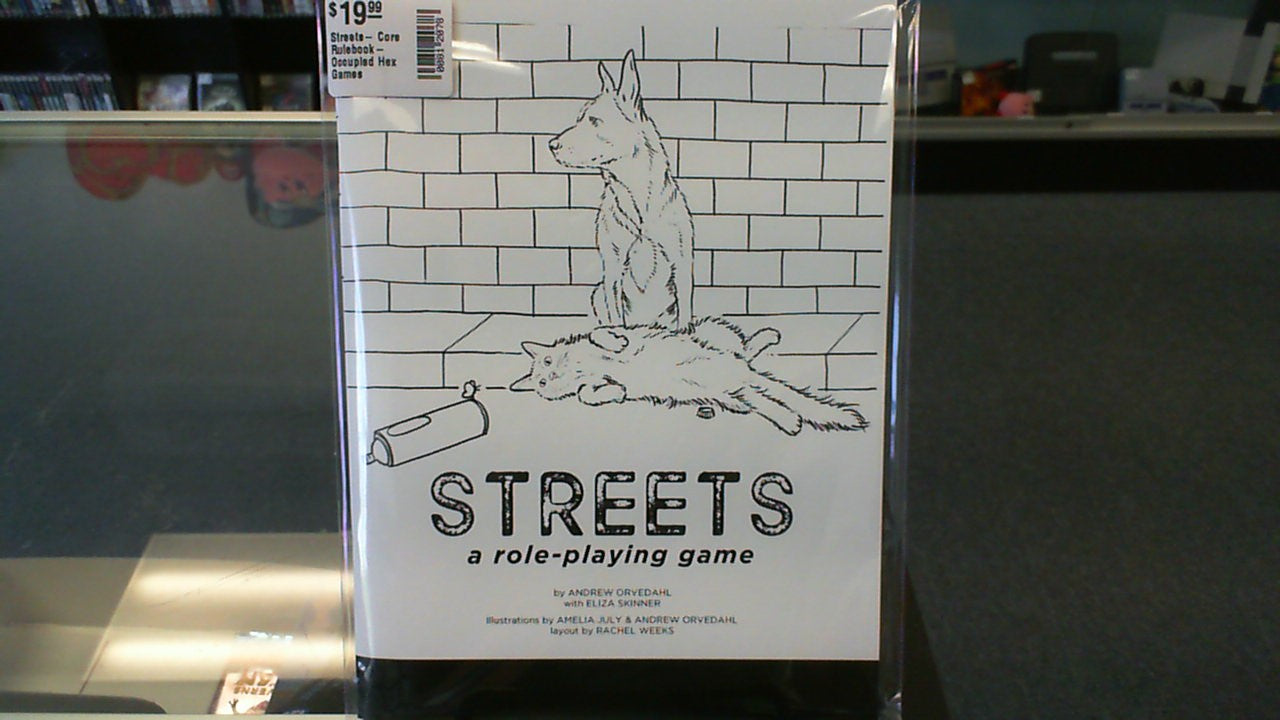 $19.99
Streets- Core
Rulebook -
Occupied Hex
Games
STREETS
a role-playing game
by ANDREW ORVEDAHL
with ELIZA SKINNER
Illustrations by AMELIA JULY & ANDREW ORVEDAHL
layout by RACHEL WEEKS